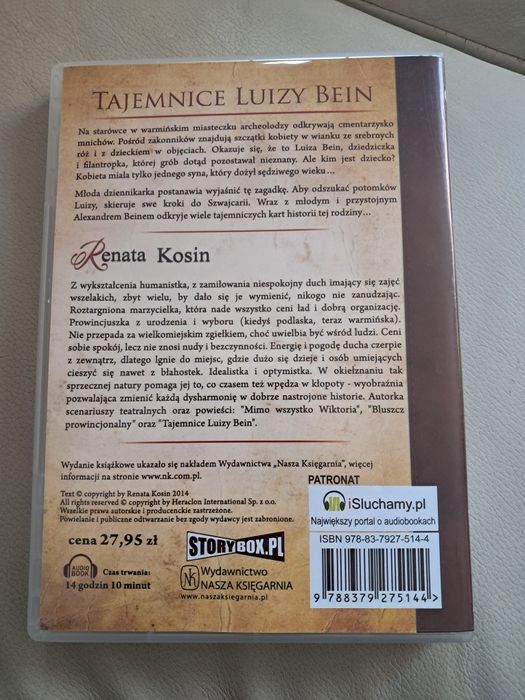 TAJEMNICE LUIZY BEIN
Na starówce w warmińskim miasteczku archeolodzy odkrywają cmentarzysko
mnichów. Pośród zakonników znajdują szczątki kobiety w wianku ze srebrnych
róż i z dzieckiem w objęciach. Okazuje się, że to Luiza Bein, dziedziczka
i filantropka, której grób dotąd pozostawał nieznany. Ale kim jest dziecko?
Kobieta miała tylko jednego syna, który dożył sędziwego wieku...
Młoda dziennikarka postanawia wyjaśnić tę zagadkę. Aby odszukać potomków
Luizy, skieruje swe kroki do Szwajcarii. Wraz z młodym i przystojnym
Alexandrem Beinem odkryje wiele tajemniczych kart historii tej rodziny...
Renata Kosin
Z wykształcenia humanistka, z zamiłowania niespokojny duch imający się zajęć
wszelakich, zbyt wielu, by dało się je wymienić, nikogo nie zanudzając.
Roztargniona marzycielka, która nade wszystko ceni ład i dobrą organizację.
Prowincjuszka z urodzenia i wyboru (kiedyś podlaska, teraz warmińska).
Nie przepada za wielkomiejskim zgiełkiem, choć uwielbia być wśród ludzi. Ceni
sobie spokój, lecz nie znosi nudy i bezczynności. Energię i pogodę ducha czerpie
z zewnątrz, dlatego lgnie do miejsc, gdzie dużo się dzieje i osób umiejących
cieszyć się nawet z błahostek. Idealistka i optymistka. W okiełznaniu tak
sprzecznej natury pomaga jej to, co czasem też wpędza w kłopoty - wyobraźnia
pozwalająca zmienić każdą dysharmonię w dobrze nastrojone historie. Autorka
scenariuszy teatralnych oraz powieści: "Mimo wszystko Wiktoria", "Bluszcz
prowincjonalny" oraz "Tajemnice Luizy Bein".
Wydanie książkowe ukazało się nakładem Wydawnictwa „Nasza Księgarnia", więcej
informacji na stronie www.nk.com.pl.
PATRONAT
Text © copyright by Renata Kosin 2014
All rights reserved © copyright by Heraclon International Sp. z o.o.
Wszelkie prawa autorskie i producenckie zastrzeżone.
Powielanie i publiczne odtwarzanie bez zgody wydawcy jest zabronione.
iSłuchamy.pl
Największy portal o audiobookach
cena 27,95 zł
STORYBOX.PL
ISBN 978-83-7927-514-4
AUDIO
BOOK
Czas trwania:
14 godzin 10 minut
NK
Wydawnictwo
NASZA KSIĘGARNIA
www.naszaksiegarnia.pl
9 788379 275144 >